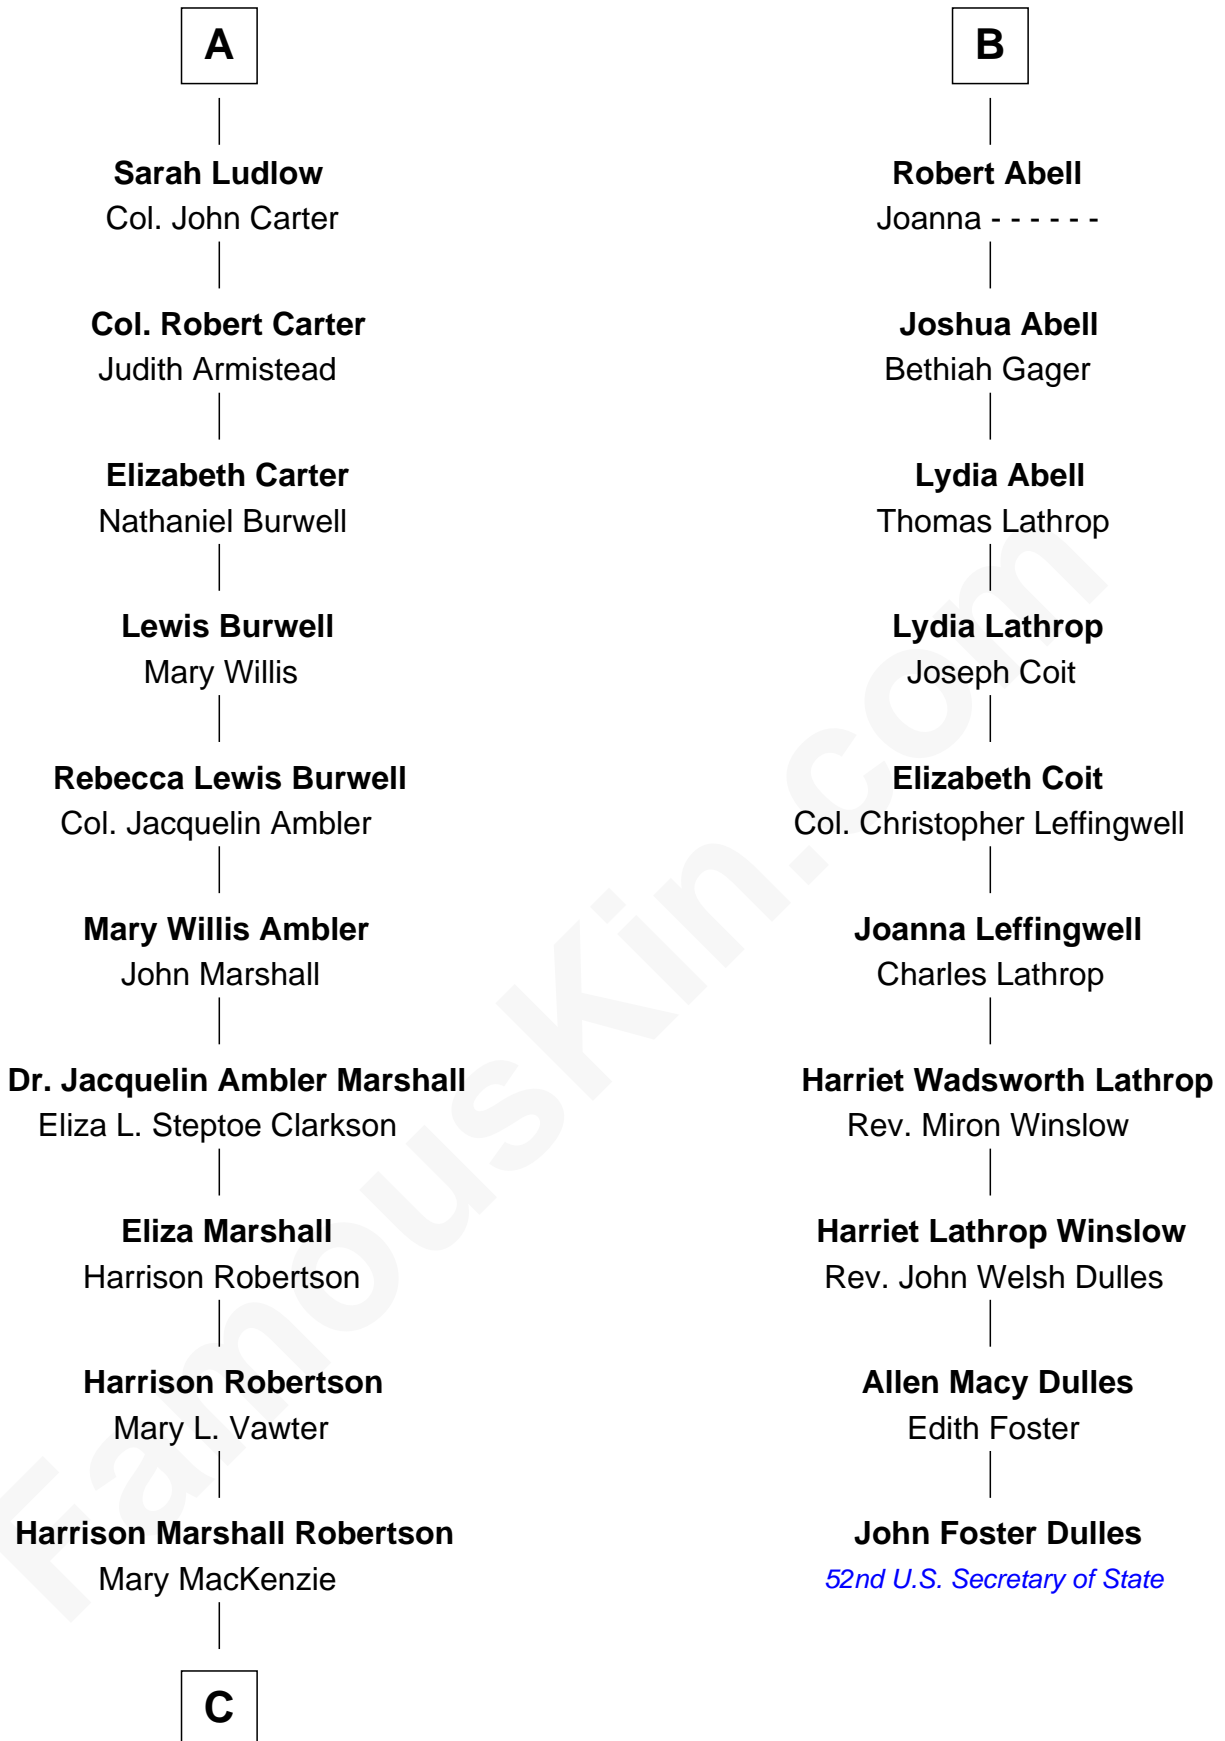 A
Sarah Ludlow
Col. John Carter
Col. Robert Carter
Judith Armistead
Elizabeth Carter
Nathaniel Burwell
Lewis Burwell
Mary Willis
Rebecca Lewis Burwell
Col. Jacquelin Ambler
Mary Willis Ambler
John Marshall
Dr. Jacquelin Ambler Marshall
Eliza L. Steptoe Clarkson
Eliza Marshall
Harrison Robertson
Harrison Robertson
Mary L. Vawter
Harrison Marshall Robertson
Mary MacKenzie
C
B
Robert Abell
Joanna - - - - - -
Joshua Abell
Bethiah Gager
Lydia Abell
Thomas Lathrop
Lydia Lathrop
Joseph Coit
Elizabeth Coit
Col. Christopher Leffingwell
Joanna Leffingwell
Charles Lathrop
Harriet Wadsworth Lathrop
Rev. Miron Winslow
Harriet Lathrop Winslow
Rev. John Welsh Dulles
Allen Macy Dulles
Edith Foster
John Foster Dulles
52nd U.S. Secretary of State
FamousKin.com